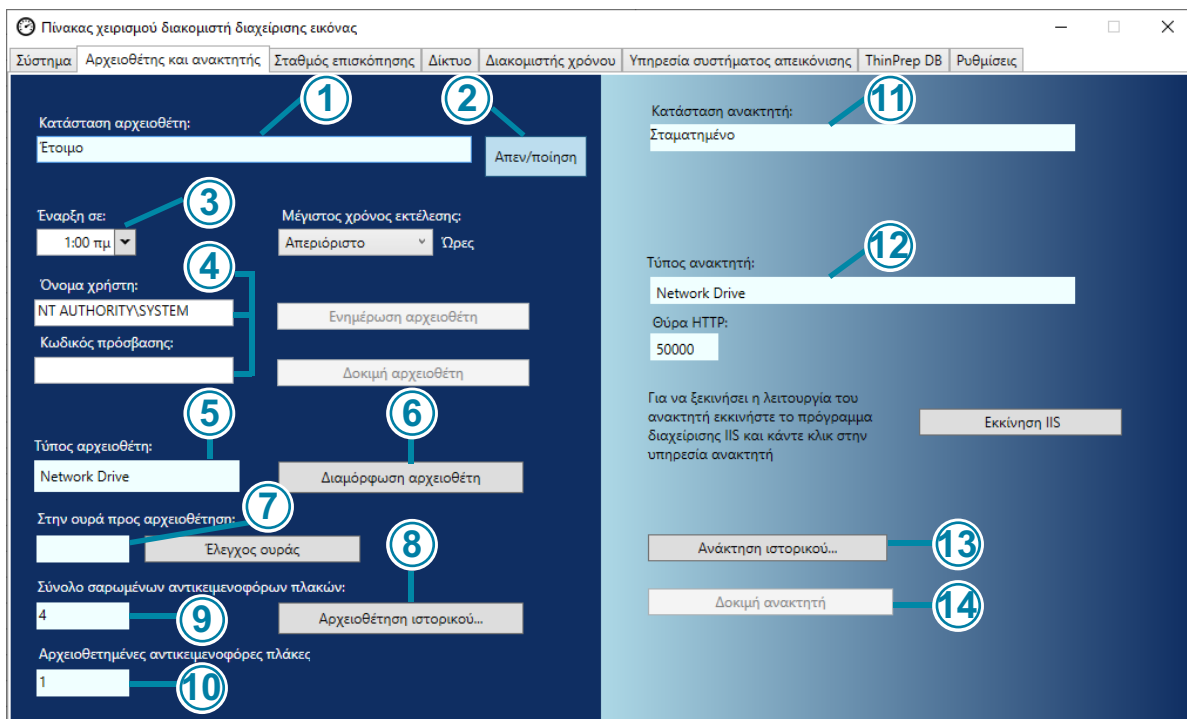 Πίνακας χειρισμού διακομιστή διαχείρισης εικόνας
Σύστημα Αρχειοθέτης και ανακτητής Σταθμός επισκόπησης Δίκτυο Διακομιστής χρόνου Υπηρεσία συστήματος απεικόνισης ThinPrep DB Ρυθμίσεις
1
2
Κατάσταση αρχειοθέτη:
Έτοιμο
Απεν/ποίηση
3
Έναρξη σε:
1:00 πμ
Μέγιστος χρόνος εκτέλεσης:
Απεριόριστο Ώρες
4
Όνομα χρήστη:
NT AUTHORITY\SYSTEM
Ενημέρωση αρχειοθέτη
Κωδικός πρόσβασης:
Δοκιμή αρχειοθέτη
5
6
Τύπος αρχειοθέτη:
Network Drive
Διαμόρφωση αρχειοθέτη
7
Στην ουρά προς αρχειοθέτηση:
Έλεγχος ουράς
8
Σύνολο σαρωμένων αντικειμενοφόρων πλακών:
4
9
Αρχειοθέτηση ιστορικού...
Αρχειοθετημένες αντικειμενοφόρες πλάκες
1
10
11
Κατάσταση ανακτητή:
Σταματημένο
12
Τύπος ανακτητή:
Network Drive
Θύρα HTTP:
50000
Για να ξεκινήσει η λειτουργία του
ανακτητή εκκινήστε το πρόγραμμα
διαχείρισης IIS και κάντε κλικ στην
υπηρεσία ανακτητή
Εκκίνηση IIS
Ανάκτηση ιστορικού...
13
Δοκιμή ανακτητή
14